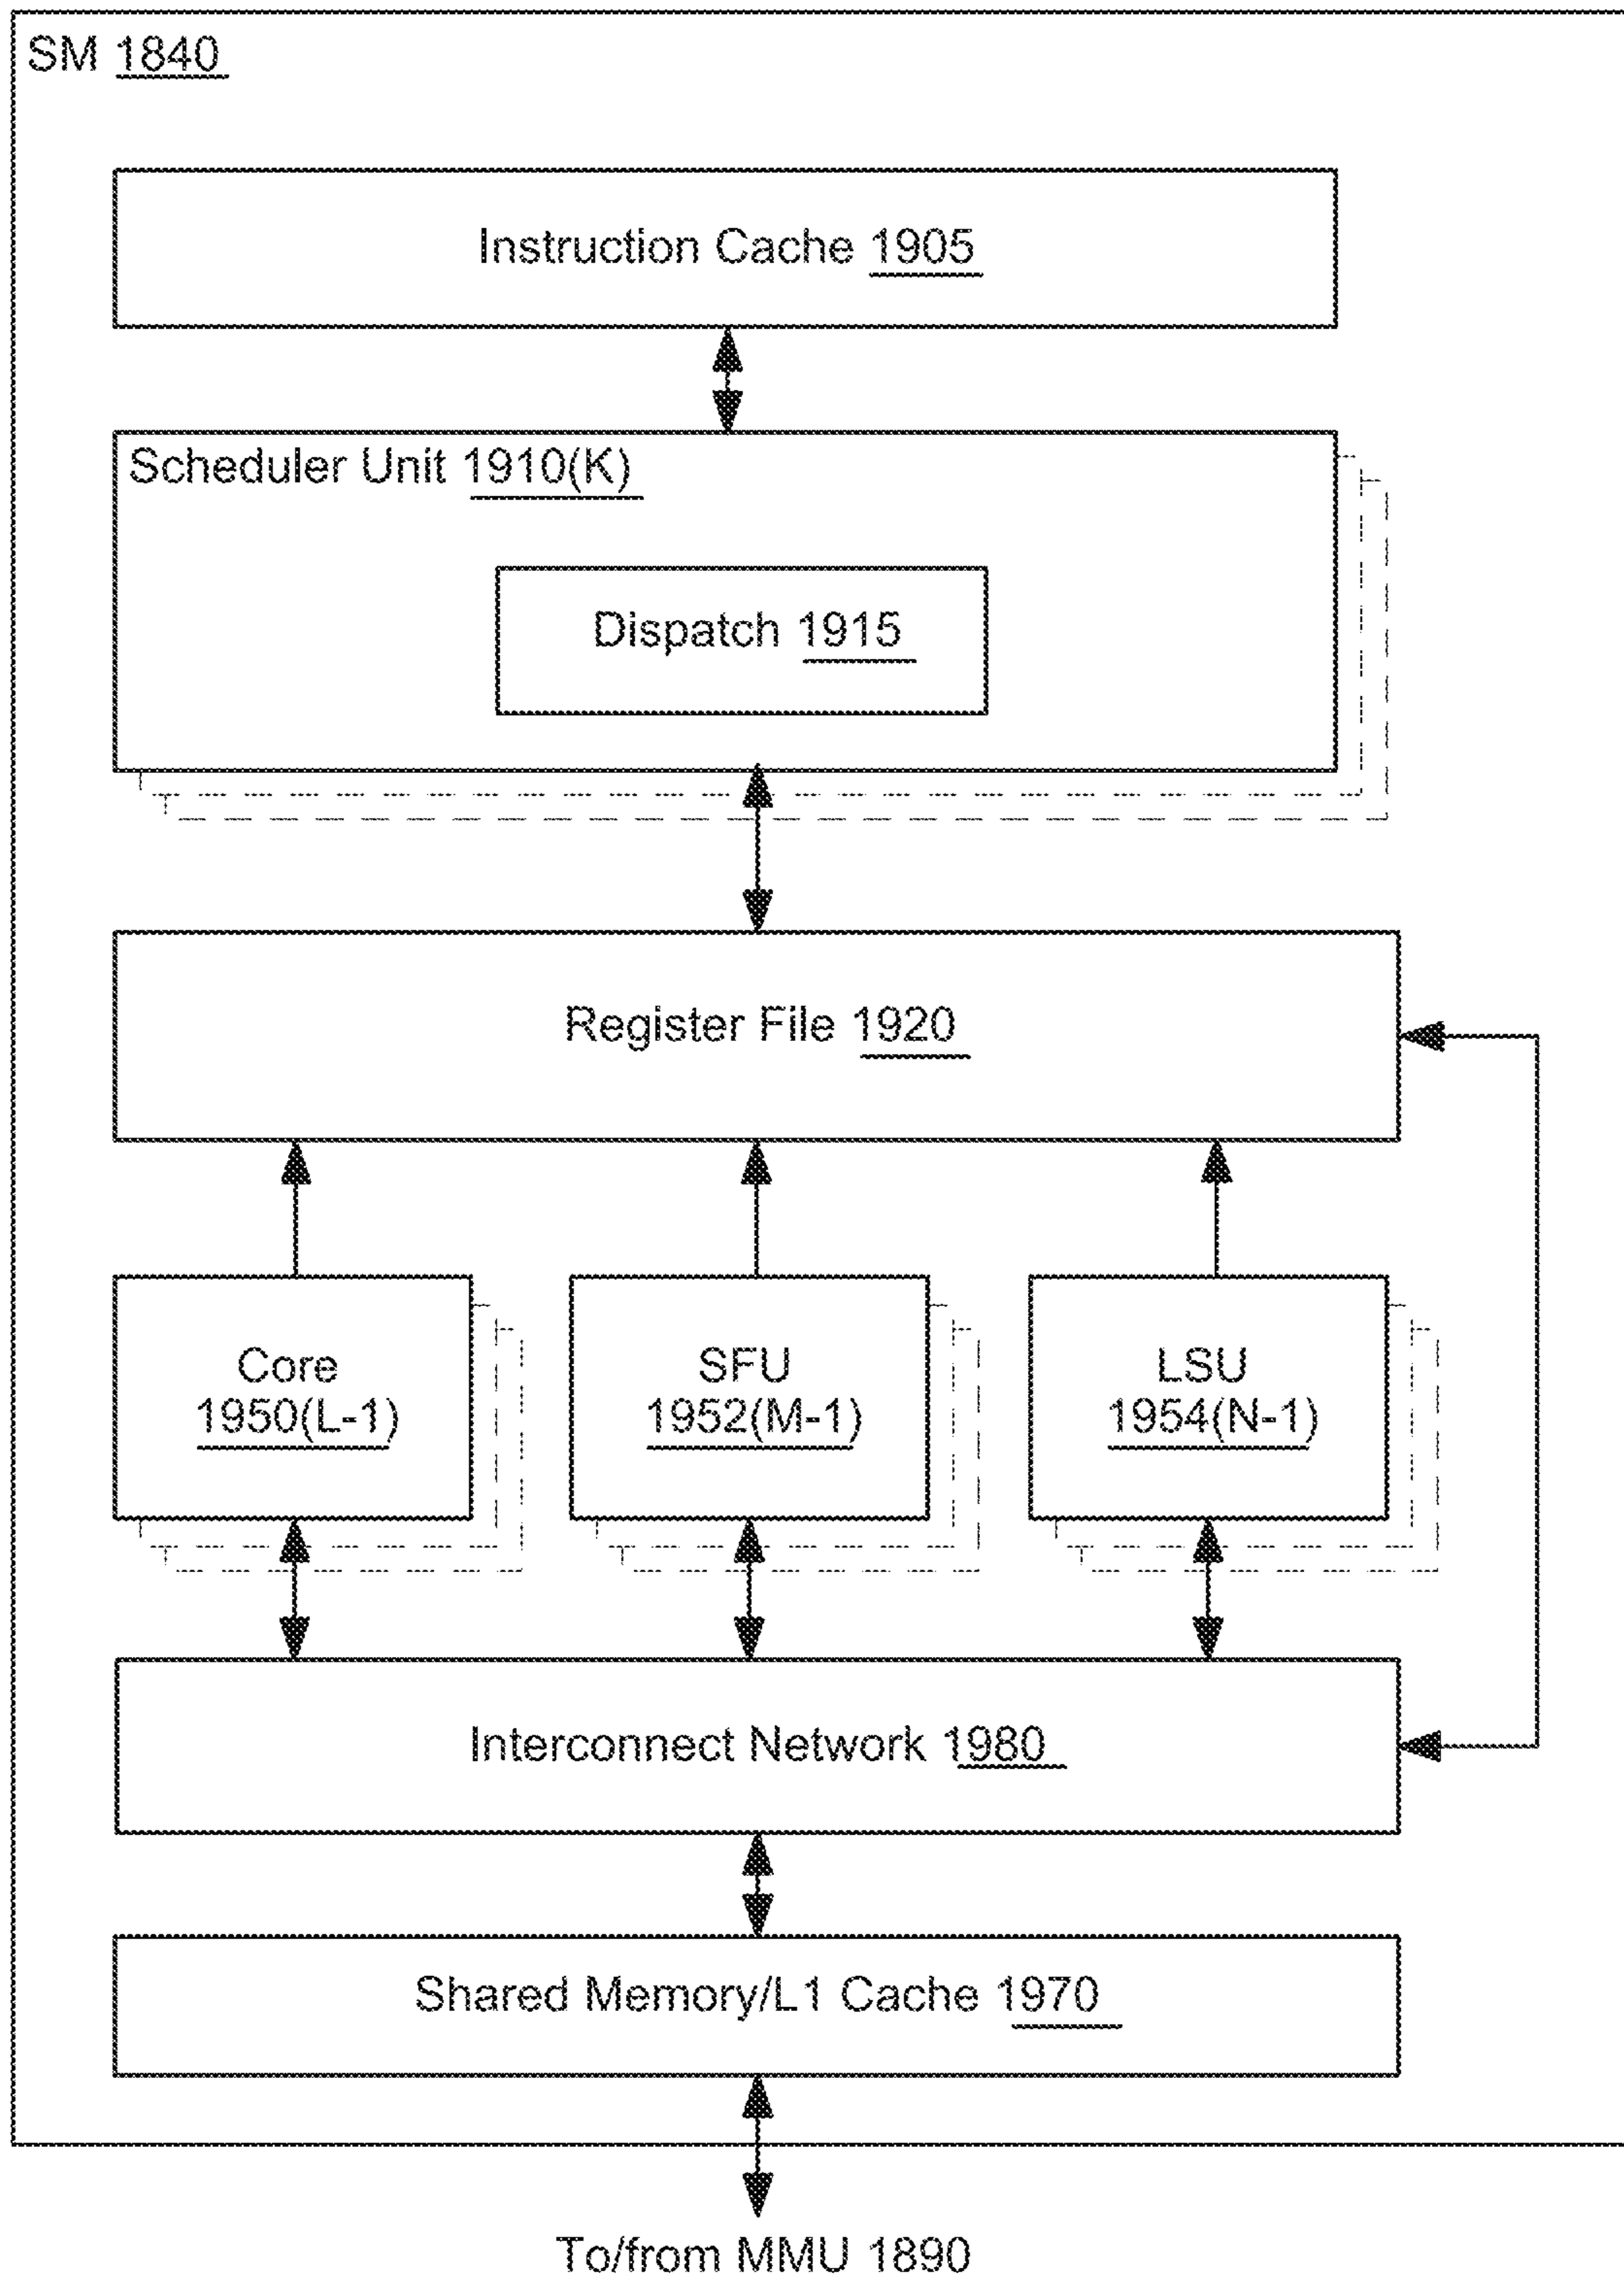 SM 1840
Instruction Cache 1905
Scheduler Unit 1910(K)
Dispatch 1915
Register File 1920
Core
1950(L-1)
SFU
1952(M-1)
LSU
1954(N-1)
Interconnect Network 1980
Shared Memory/L1 Cache 1970
To/from MMU 1890